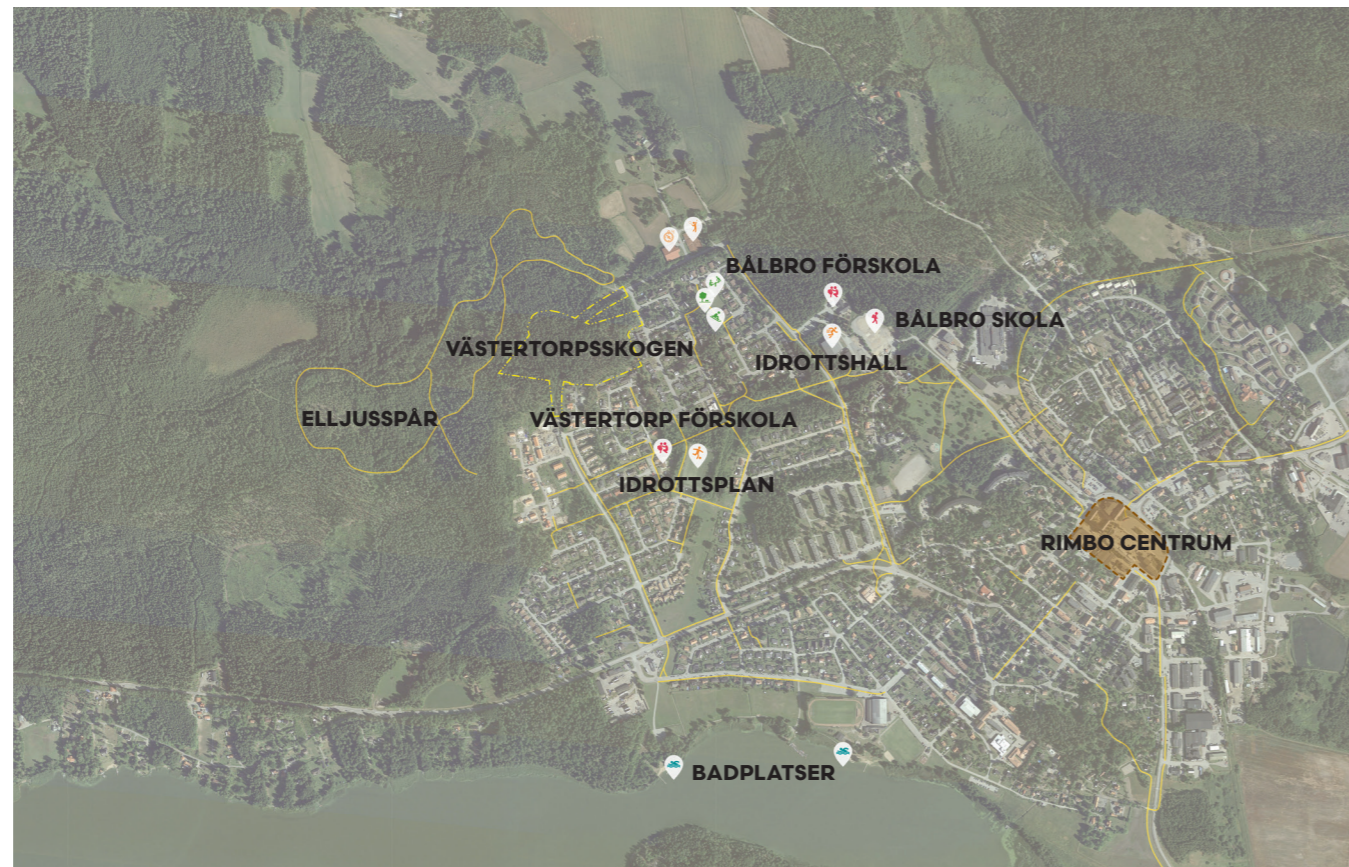 BÅLBRO FÖRSKOLA
BÅLBRO SKOLA
VÄSTERTORPSSKOGEN
IDROTTSHALL
ELLJUSSPÅR
VÄSTERTORP FÖRSKOLA
IDROTTSPLAN
RIMBO CENTRUM
BADPLATSER